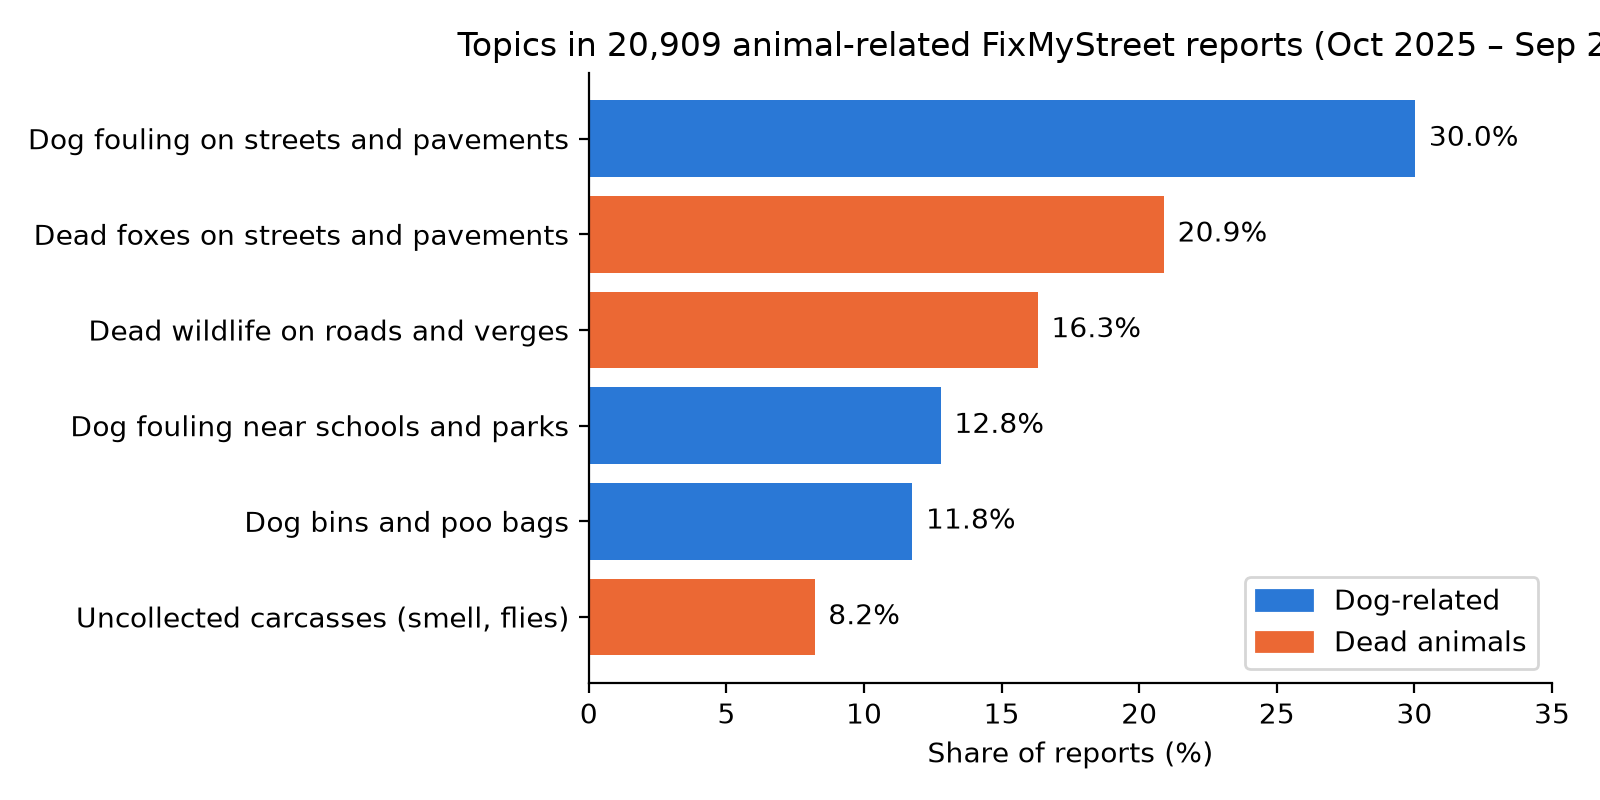 Topics in 20,909 animal-related FixMyStreet reports (Oct 2025 – Sep 2
Dog fouling on streets and pavements
30.0%
Dead foxes on streets and pavements
20.9%
Dead wildlife on roads and verges
16.3%
Dog fouling near schools and parks
12.8%
Dog bins and poo bags
11.8%
Uncollected carcasses (smell, flies)
8.2%
Dog-related
Dead animals
0 5 10 15 20 25 30 35
Share of reports (%)